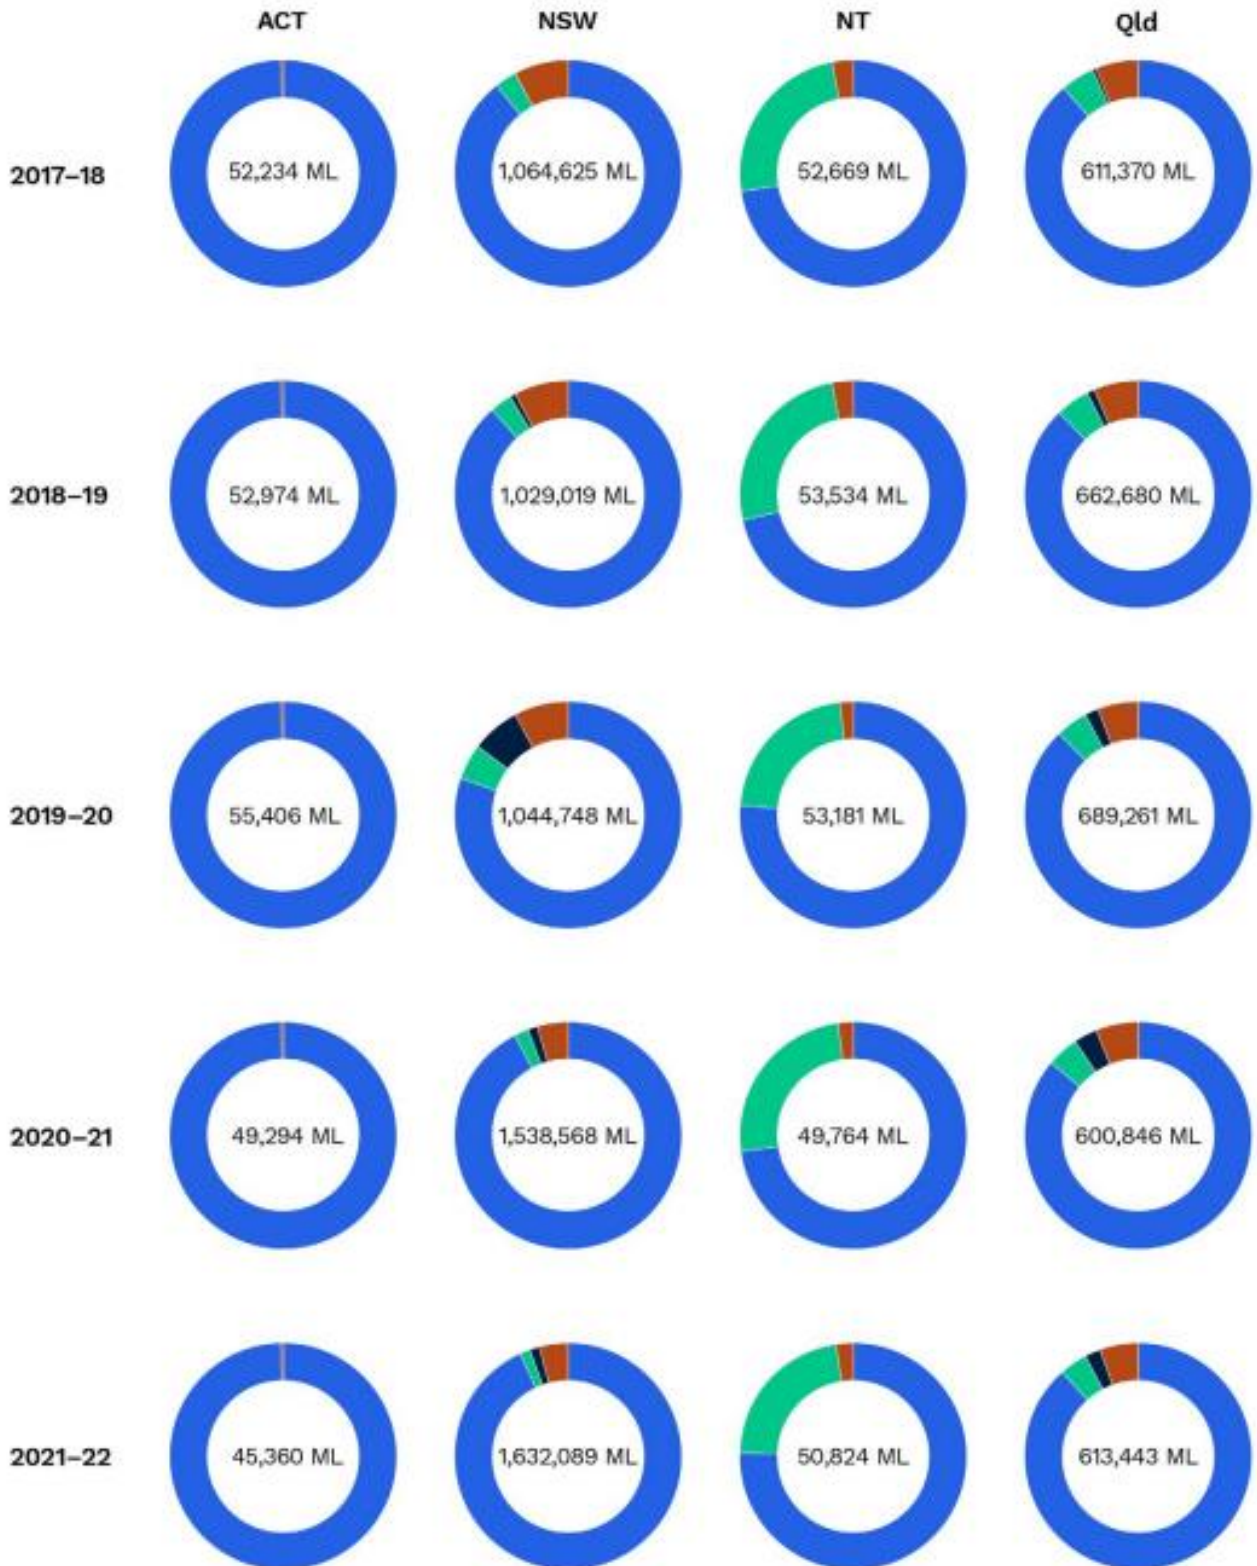 ACT NSW NT Qld
2017–18 52,234 ML 1,064,625 ML 52,669 ML 611,370 ML
2018–19 52,974 ML 1,029,019 ML 53,534 ML 662,680 ML
2019–20 55,406 ML 1,044,748 ML 53,181 ML 689,261 ML
2020–21 49,294 ML 1,538,568 ML 49,764 ML 600,846 ML
2021–22 45,360 ML 1,632,089 ML 50,824 ML 613,443 ML